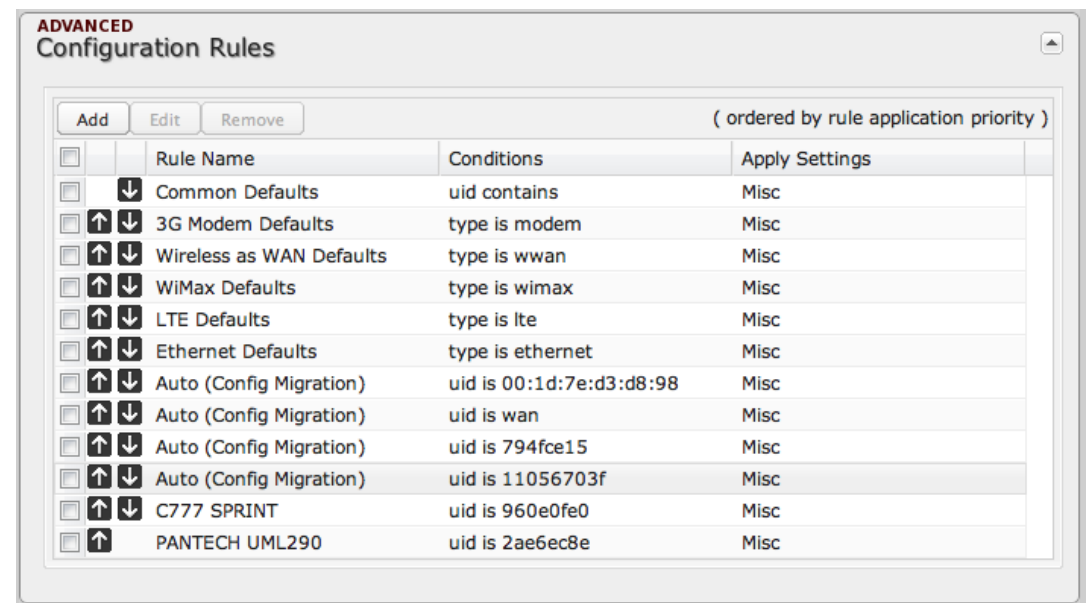 ADVANCED
Configuration Rules
Add Edit Remove ( ordered by rule application priority )
Rule Name Conditions Apply Settings
Common Defaults uid contains Misc
3G Modem Defaults type is modem Misc
Wireless as WAN Defaults type is wwan Misc
WiMax Defaults type is wimax Misc
LTE Defaults type is lte Misc
Ethernet Defaults type is ethernet Misc
Auto (Config Migration) uid is 00:1d:7e:d3:d8:98 Misc
Auto (Config Migration) uid is wan Misc
Auto (Config Migration) uid is 794fce15 Misc
Auto (Config Migration) uid is 11056703f Misc
C777 SPRINT uid is 960e0fe0 Misc
PANTECH UML290 uid is 2ae6ec8e Misc